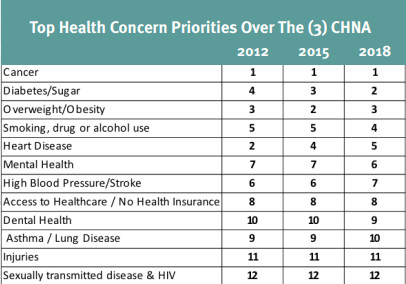 Top Health Concern Priorities Over The (3) CHNA
2012 2015 2018
Cancer 1 1 1
Diabetes/Sugar 4 3 2
Overweight/Obesity 3 2 3
Smoking, drug or alcohol use 5 5 4
Heart Disease 2 4 5
Mental Health 7 7 6
High Blood Pressure/Stroke 6 6 7
Access to Healthcare / No Health Insurance 8 8 8
Dental Health 10 10 9
Asthma / Lung Disease 9 9 10
Injuries 11 11 11
Sexually transmitted disease & HIV 12 12 12